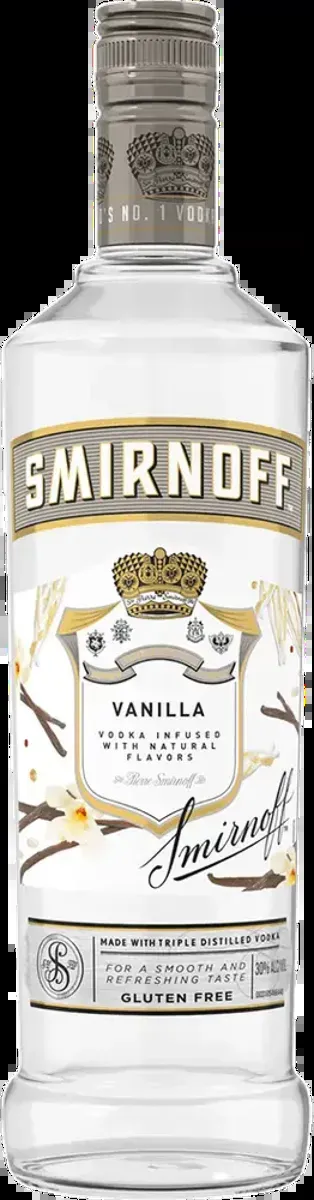 'S NO. 1 VODK
SMIRNOFF
VANILLA
VODKA INFUSED
WITH NATURAL
FLAVORS
Pierre Smirnoff
Smirnoff
MADE WITH TRIPLE DISTILLED VODKA
FOR A SMOOTH AND
REFRESHING TASTE
30% ALC/VOL
GLUTEN FREE